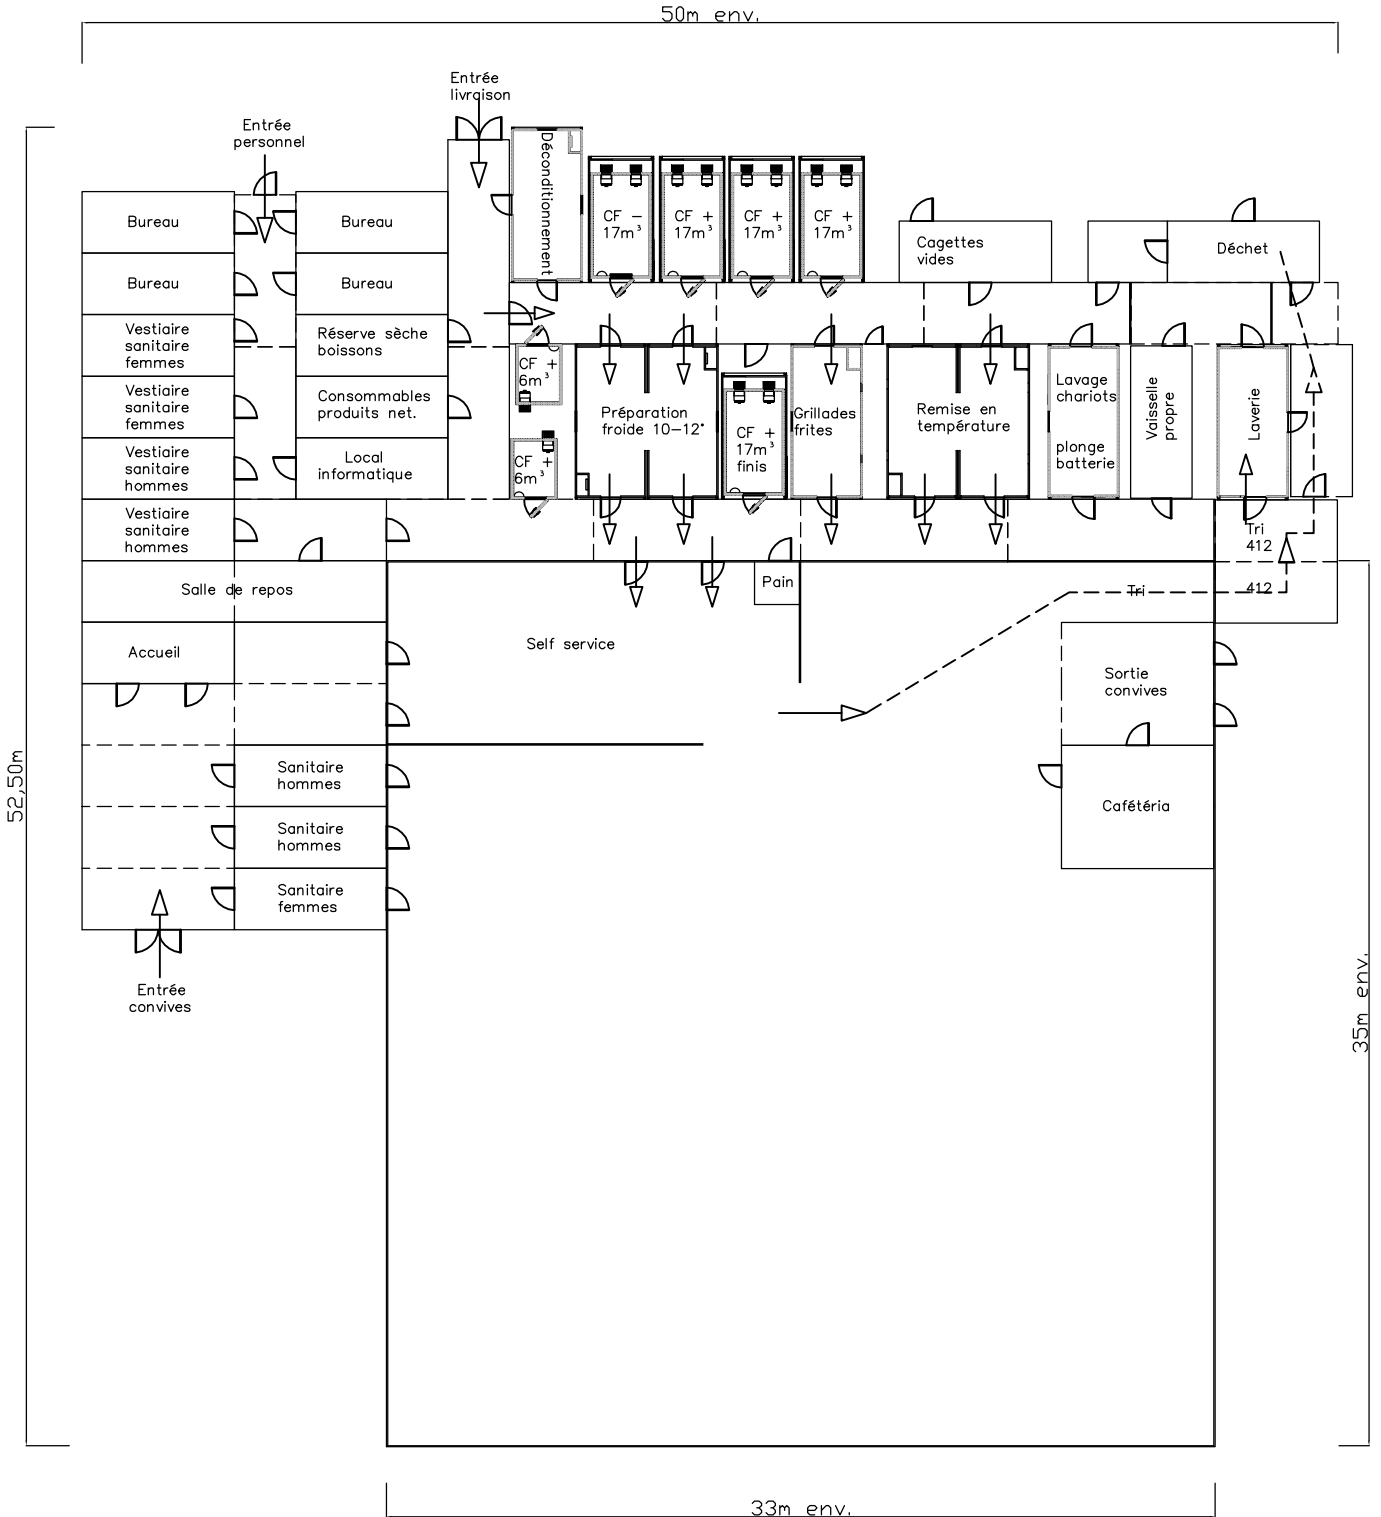 50m env.
Entrée
livraison
Entrée
personnel
Déconditionnement
CF -
17m³
CF +
17m³
CF +
17m³
CF +
17m³
Bureau
Bureau
Cagettes
vides
Déchet
Bureau
Bureau
Vestiaire
sanitaire
femmes
Réserve sèche
boissons
CF +
6m³
Vestiaire
sanitaire
femmes
Consommables
produits net.
Préparation
froide 10-12°
CF +
17m³
finis
Grillades
frites
Remise en
température
Lavage
chariots
plonge
batterie
Vaisselle
propre
Laverie
Vestiaire
sanitaire
hommes
Local
informatique
CF +
6m³
Vestiaire
sanitaire
hommes
Tri
412
Salle de repos
Pain
Tri
412
Accueil
Self service
Sortie
convives
Sanitaire
hommes
Cafétéria
52,50m
Sanitaire
hommes
Sanitaire
femmes
Entrée
convives
35m env.
33m env.